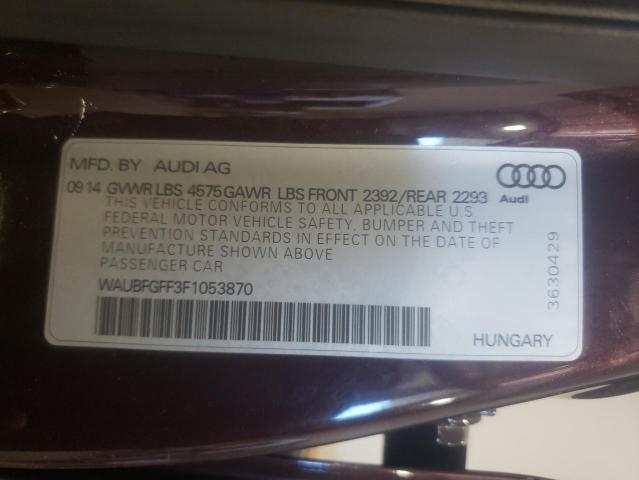 MFD. BY AUDI AG
09 14 GVWR LBS 4575 GAWR LBS FRONT 2392/REAR 2293
THIS VEHICLE CONFORMS TO ALL APPLICABLE U.S
FEDERAL MOTOR VEHICLE SAFETY, BUMPER AND THEFT
PREVENTION STANDARDS IN EFFECT ON THE DATE OF
MANUFACTURE SHOWN ABOVE
PASSENGER CAR
WAUBFGFF3F1053870
Audi
3630429
HUNGARY